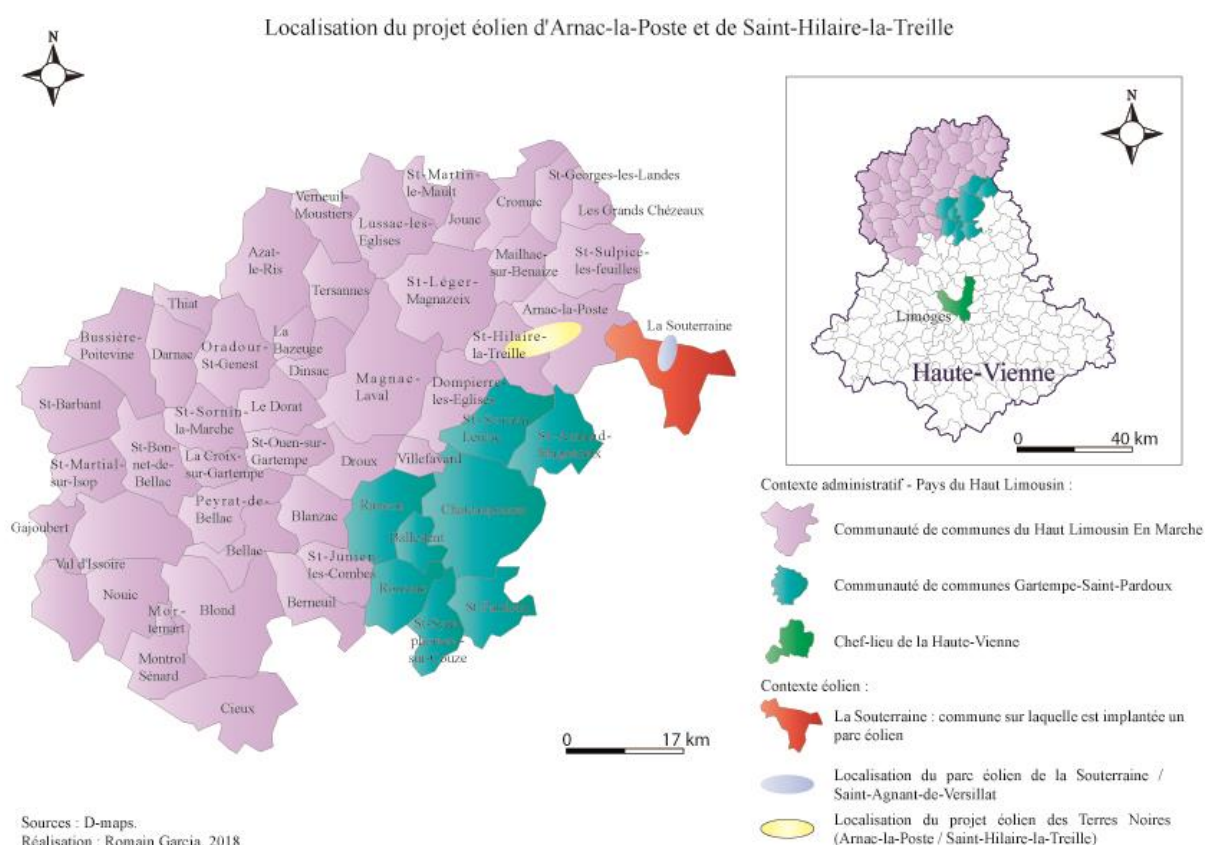 Localisation du projet éolien d'Arnac-la-Poste et de Saint-Hilaire-la-Treille
N
N
St-Martin-
le-Mault
St-Georges-les-Landes
Verneuil-
Moustiers
Cromac
Jouac
Les Grands Chézeaux
Lussac-les-
Eglises
Azat-
le-Ris
Mailhac-
sur-Benaize
St-Sulpice-
les-feuilles
Tersannes
St-Léger-
Magnazeix
Thiat
Arnac-la-Poste
La Souterraine
Bussière-
Poitevine
Darnac
Oradour-
St-Genest
La
Bazeuge
St-Hilaire-
la-Treille
Dinsac
Magnac-
Laval
Dompierre-
les-Eglises
St-Barbant
St-Sornin-
la-Marche
Le Dorat
St-Martial-
sur-Isop
St-Bon-
net-de-
Bellac
La Croix-
sur-Gartempe
St-Ouen-sur-
Gartempe
Droux
Villefavard
Gajoubert
Peyrat-de-
Bellac
Blanzac
Rancon
Balledent
Bellac
Val d'Issoire
St-Junien-
les-Combes
Nouic
Mor-
temart
Blond
Berneuil
Montrol
Sénard
Cieux
0 17 km
Limoges
Haute-Vienne
0 40 km
Contexte administratif - Pays du Haut Limousin :
Communauté de communes du Haut Limousin En Marche
Communauté de communes Gartempe-Saint-Pardoux
Chef-lieu de la Haute-Vienne
Contexte éolien :
La Souterraine : commune sur laquelle est implantée un
parc éolien
Localisation du parc éolien de la Souterraine /
Saint-Agnant-de-Versillat
Localisation du projet éolien des Terres Noires
(Arnac-la-Poste / Saint-Hilaire-la-Treille)
Sources : D-maps.
Réalisation : Romain Garcia, 2018